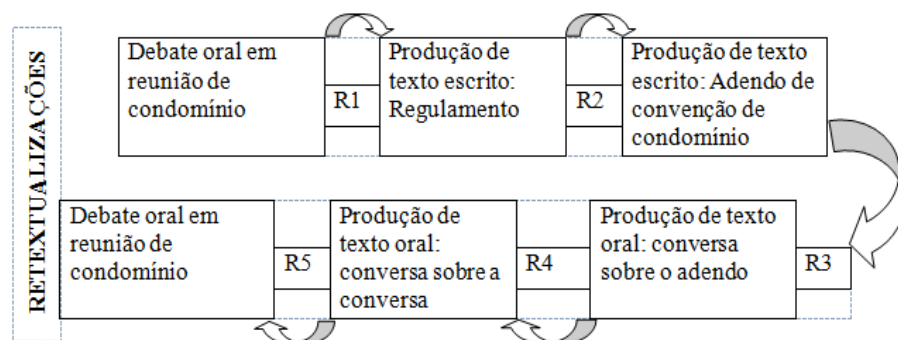 RETEXTUALIZAÇÕES
Debate oral em
reunião de
condomínio
R1
Produção de
texto escrito:
Regulamento
R2
Produção de texto
escrito: Adendo de
convenção de
condomínio
R3
Produção de texto
oral: conversa
sobre o adendo
R4
Produção de
texto oral:
conversa sobre a
conversa
R5
Debate oral em
reunião de
condomínio